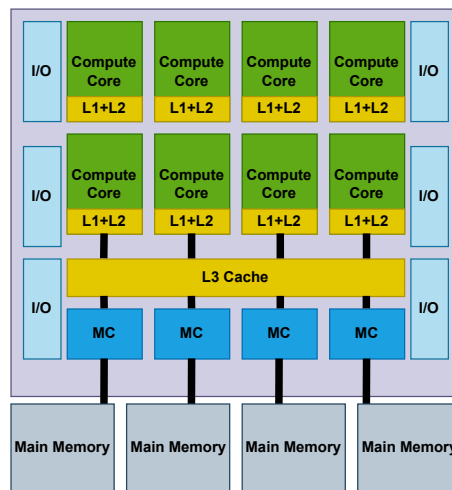 I/O
Compute
Core
L1+L2
Compute
Core
L1+L2
Compute
Core
L1+L2
Compute
Core
L1+L2
I/O
I/O
Compute
Core
L1+L2
Compute
Core
L1+L2
Compute
Core
L1+L2
Compute
Core
L1+L2
I/O
I/O
L3 Cache
I/O
MC
MC
MC
MC
Main Memory
Main Memory
Main Memory
Main Memory